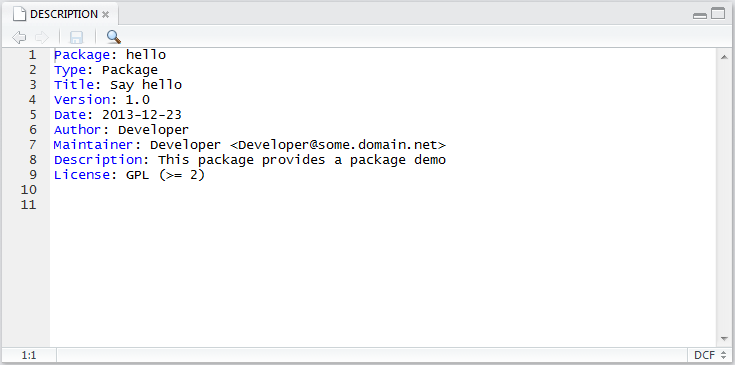 DESCRIPTION
1 Package: hello
2 Type: Package
3 Title: Say hello
4 Version: 1.0
5 Date: 2013-12-23
6 Author: Developer
7 Maintainer: Developer <Developer@some.domain.net>
8 Description: This package provides a package demo
9 License: GPL (>= 2)
10
11
1:1 DCF